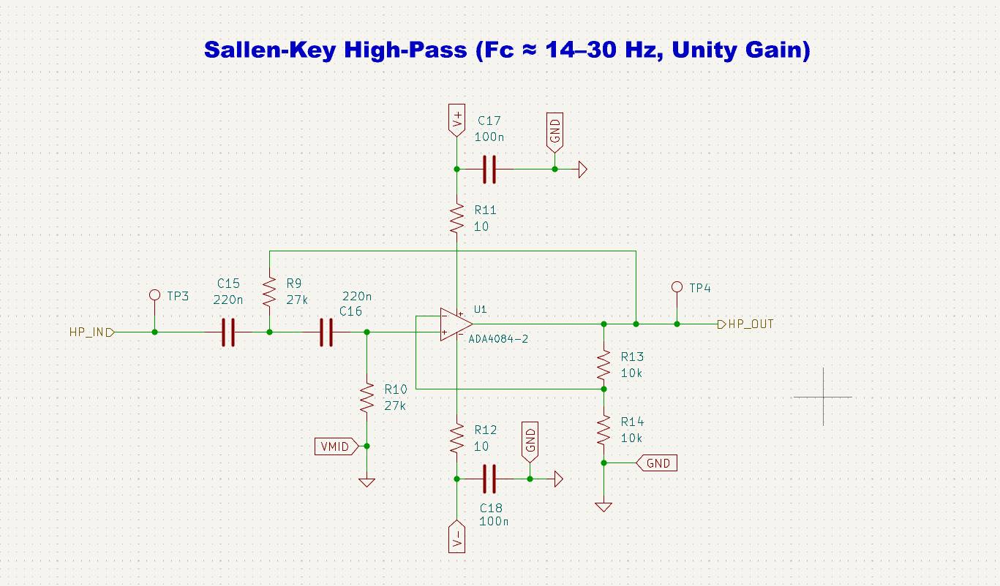 Sallen-Key High-Pass (Fc ≈ 14–30 Hz, Unity Gain)
V+
C17
100n
GND
R11
10
TP3
C15
220n
R9
27k
220n
C16
U1
ADA4084-2
TP4
HP_IN
HP_OUT
R13
10k
R10
27k
VMID
R12
10
GND
R14
10k
GND
C18
100n
V-